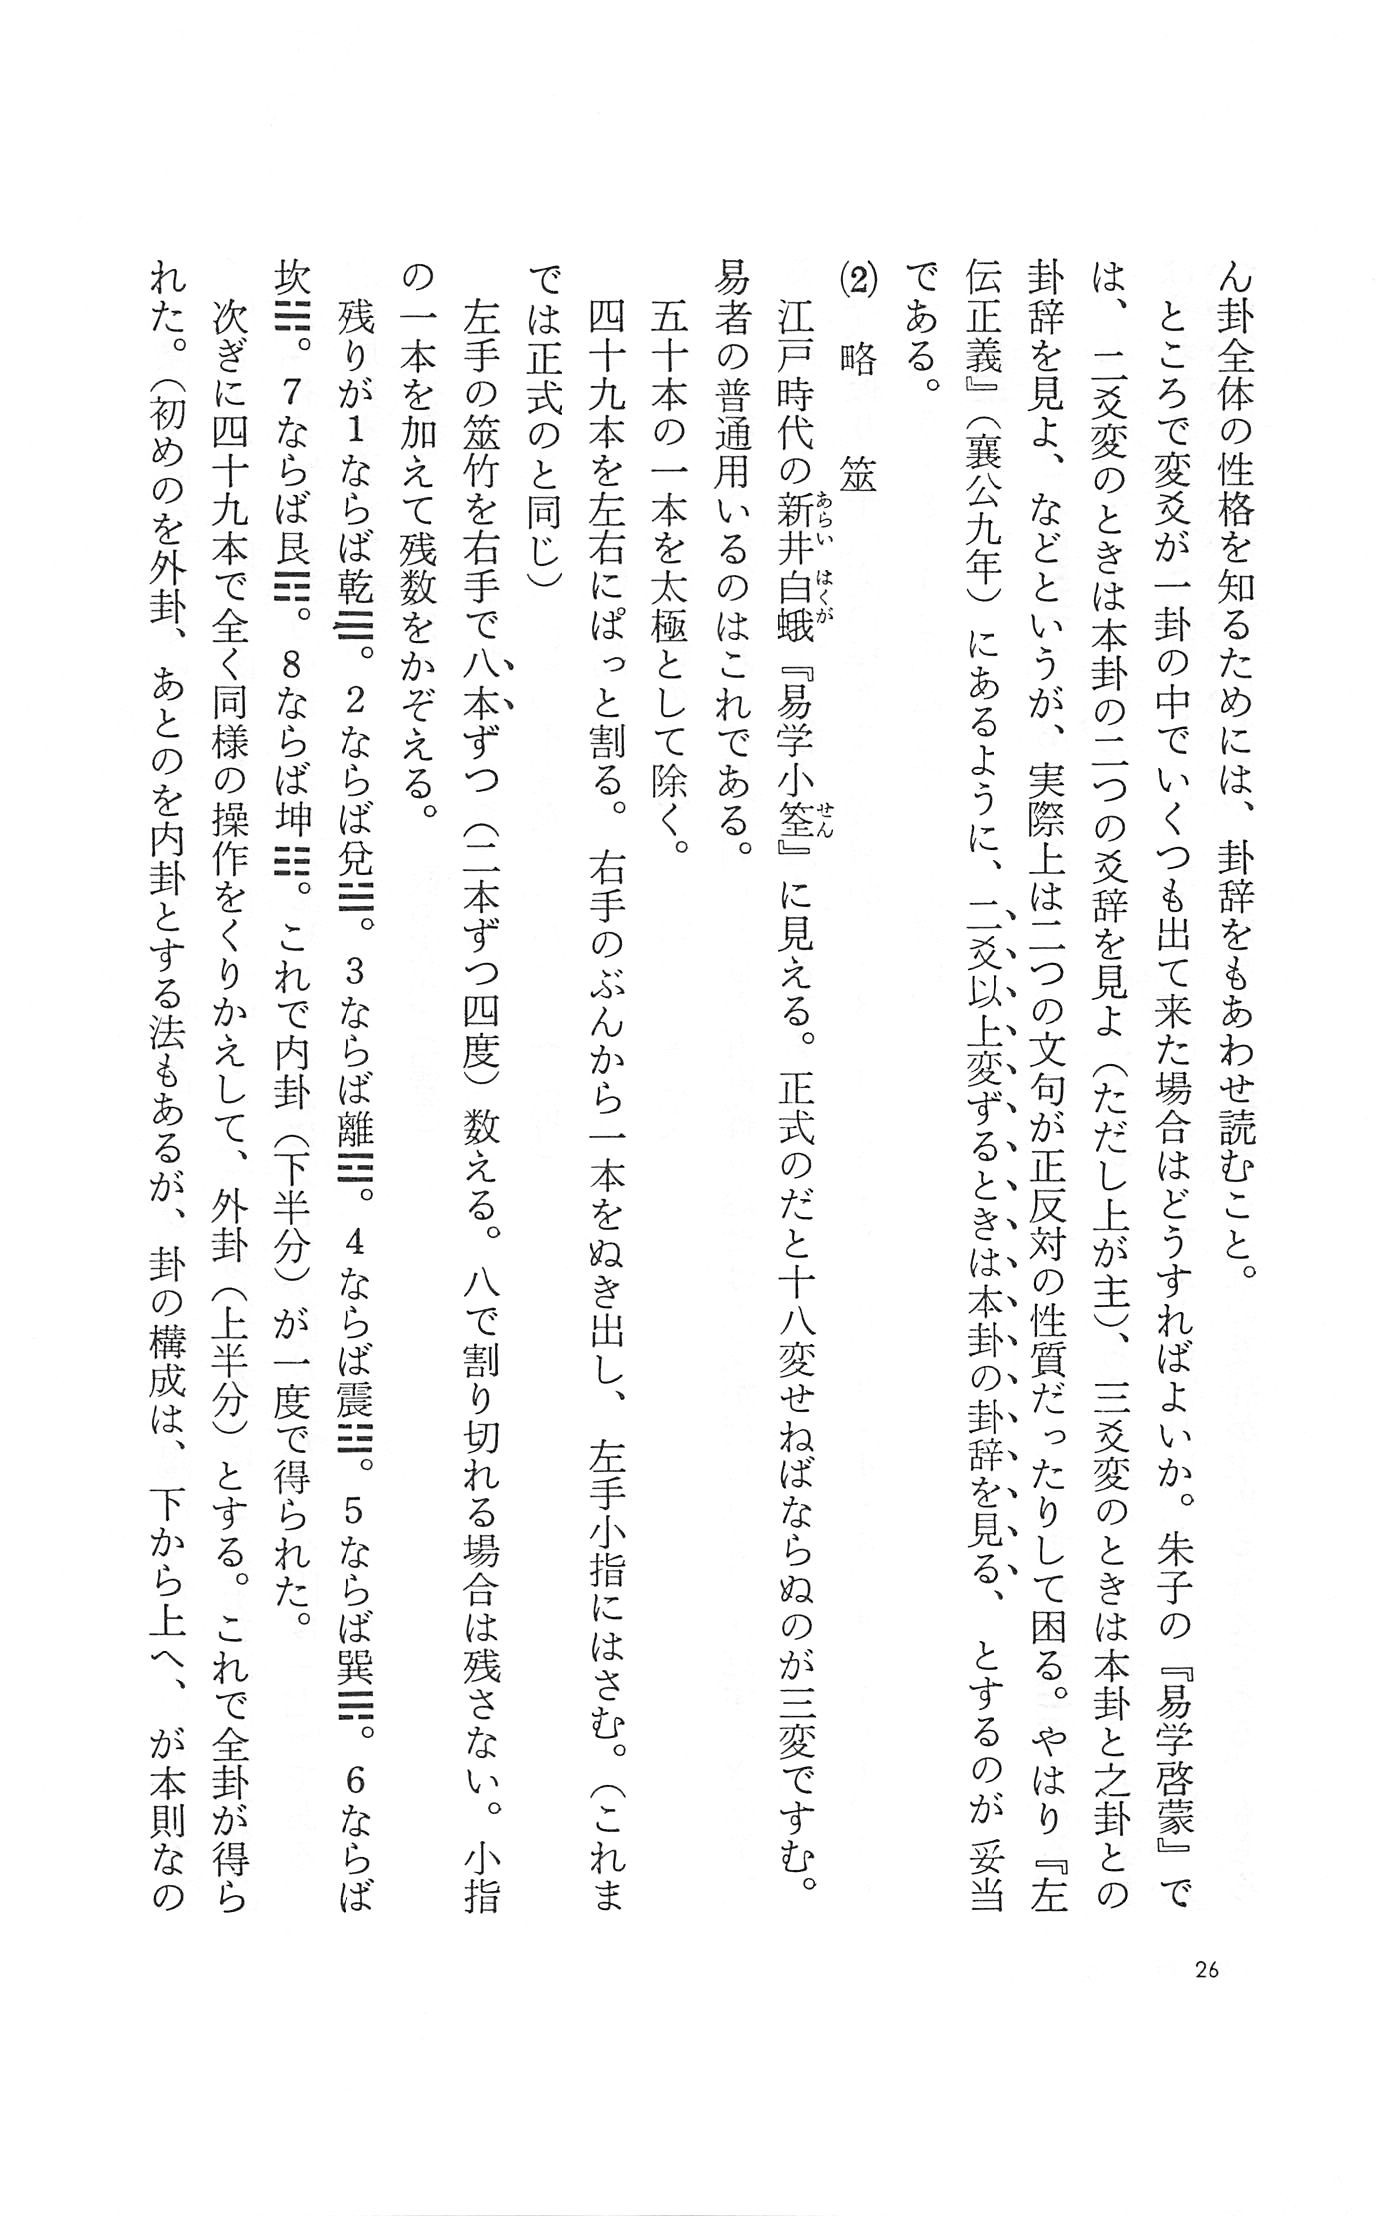 ん卦全体の性格を知るためには、卦辞をもあわせ読むこと。
ところで変爻が一卦の中でいくつも出て来た場合はどうすればよいか。朱子の『易学啓蒙』で
は、二爻変のときは本卦の二つの爻辞を見よ（ただし上が主）、三爻変のときは本卦と之卦との
卦辞を見よ、などというが、実際上は二つの文句が正反対の性質だったりして困る。やはり『左
伝正義』（襄公九年）にあるように、二爻以上変ずるときは本卦の卦辞を見る、とするのが妥当
である。
⑵　略　筮
江戸時代の新井白蛾『易学小筌』に見える。正式のだと十八変せねばならぬのが三変ですむ。
あらい はくが
せん
易者の普通用いるのはこれである。
五十本の一本を太極として除く。
四十九本を左右にぱっと割る。右手のぶんから一本をぬき出し、左手小指にはさむ。（これま
では正式のと同じ）
左手の筮竹を右手で八本ずつ（二本ずつ四度）数える。八で割り切れる場合は残さない。小指
の一本を加えて残数をかぞえる。
残りが1ならば乾☰。2ならば兌☱。3ならば離☲。4ならば震☳。5ならば巽☴。6ならば
坎☵。7ならば艮☶。8ならば坤☷。これで内卦（下半分）が一度で得られた。
次ぎに四十九本で全く同様の操作をくりかえして、外卦（上半分）とする。これで全卦が得ら
れた。（初めのを外卦、あとのを内卦とする法もあるが、卦の構成は、下から上へ、が本則なの
26